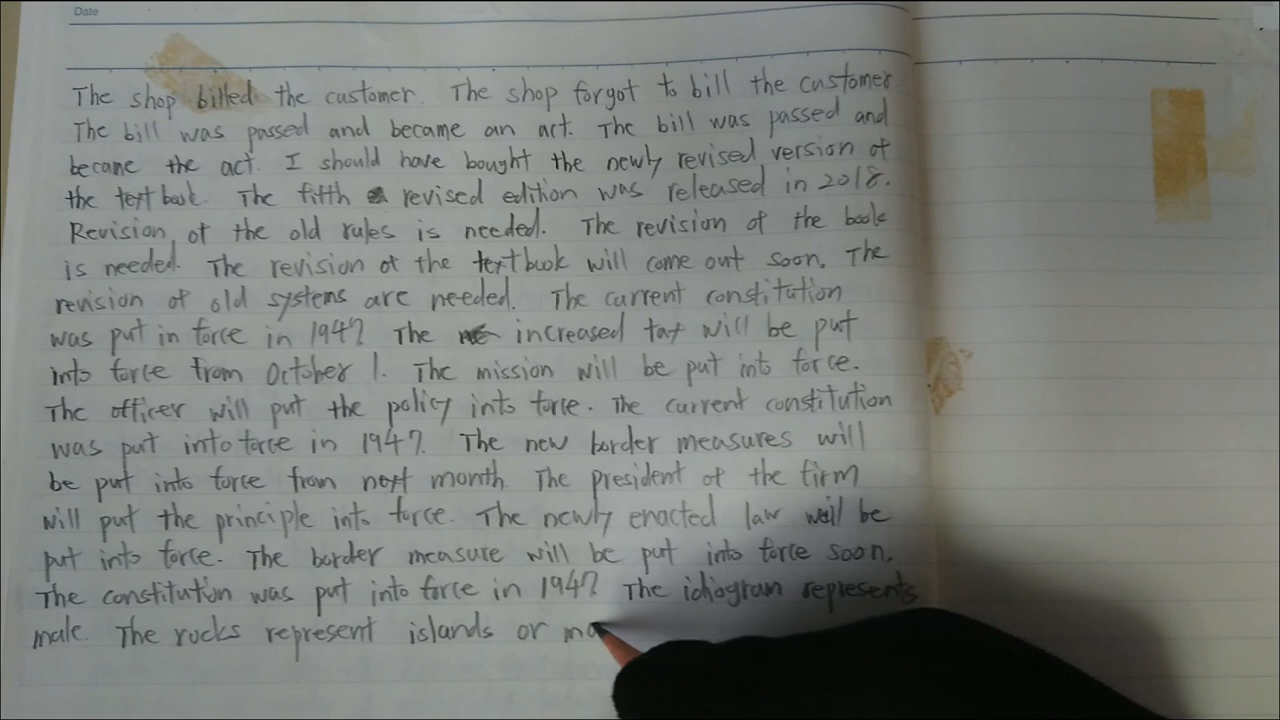 Date
The shop billed the customer. The shop forgot to bill the customer
The bill was passed and became an act. The bill was passed and
became the act. I should have bought the newly revised version of
the textbook. The fifth revised edition was released in 2018.
Revision of the old rules is needed. The revision of the book
is needed. The revision of the textbook will come out soon. The
revision of old systems are needed. The current constitution
was put in force in 1947 The increased tax will be put
into force from October 1. The mission will be put into force.
The officer will put the policy into force. The current constitution
was put into force in 1947. The new border measures will
be put into force from next month. The president of the firm
will put the principle into force. The newly enacted law will be
put into force. The border measure will be put into force soon.
The constitution was put into force in 1947 The idiogram represents
male. The rocks represent islands or